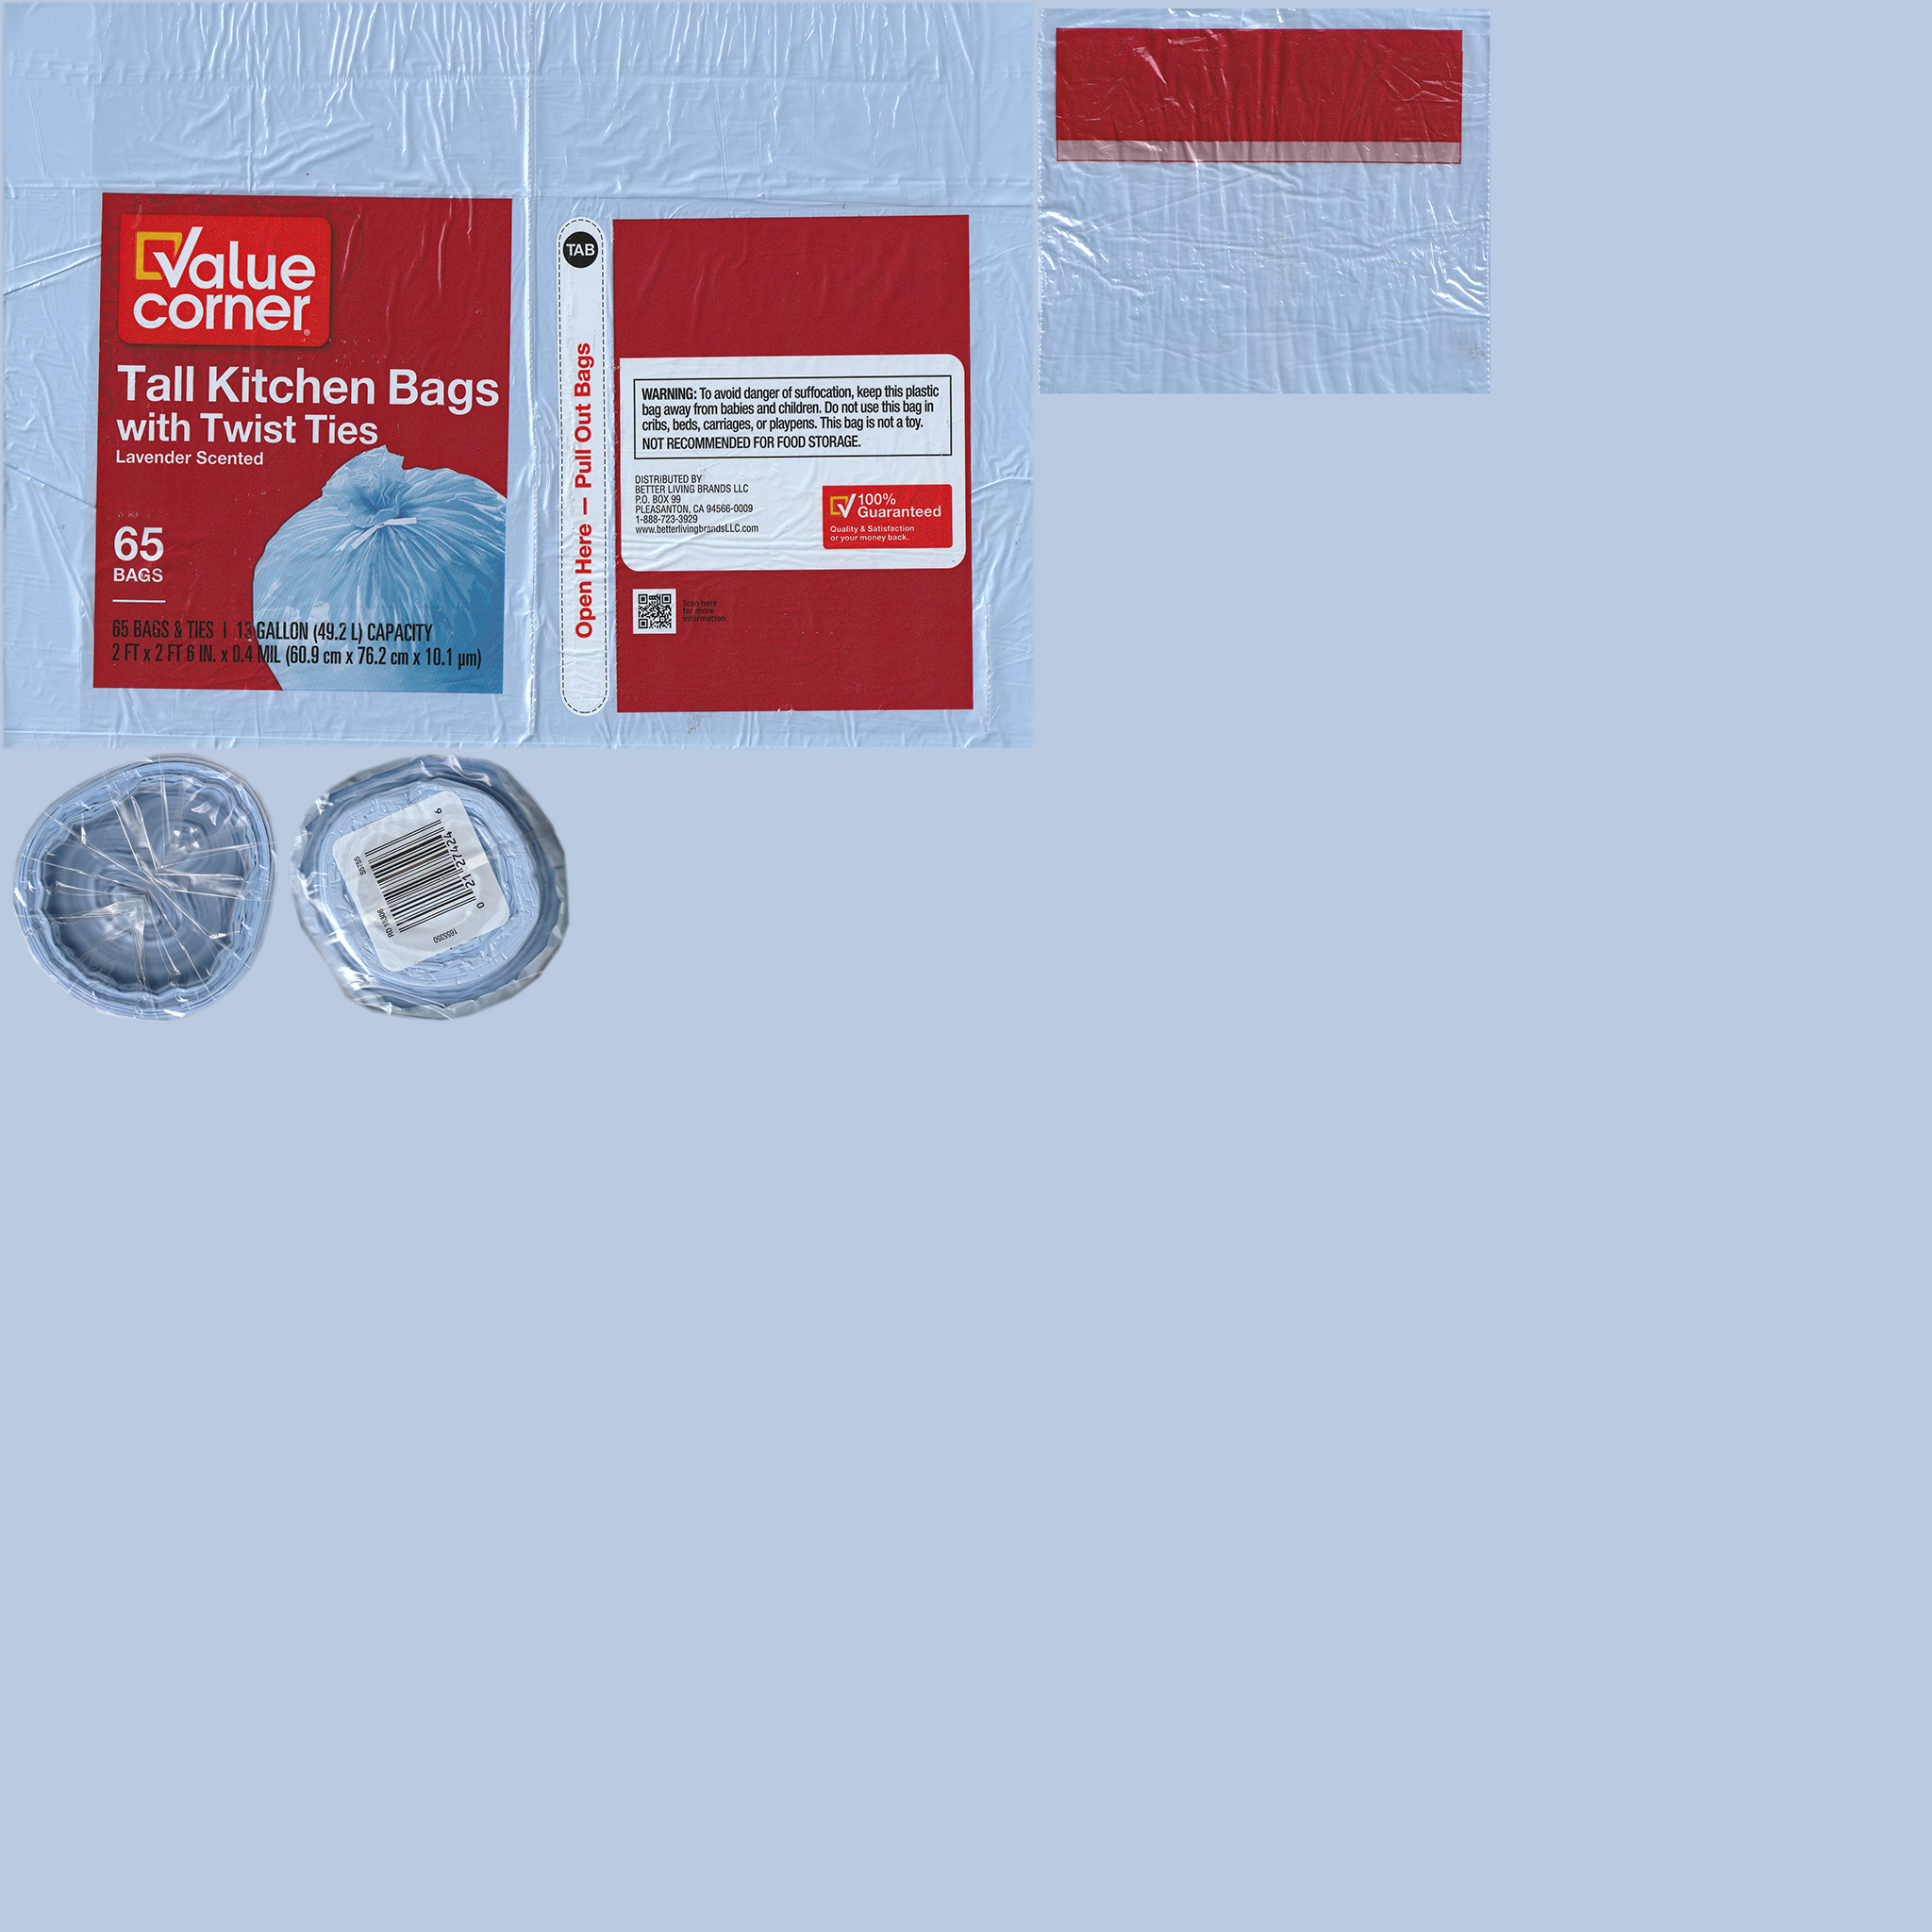 Value
corner®
Tall Kitchen Bags
with Twist Ties
Lavender Scented
65
BAGS
65 BAGS & TIES | 13 GALLON (49.2 L) CAPACITY
2 FT x 2 FT 6 IN. x 0.4 MIL (60.9 cm x 76.2 cm x 10.1 µm)
TAB
Open Here – Pull Out Bags
WARNING: To avoid danger of suffocation, keep this plastic
bag away from babies and children. Do not use this bag in
cribs, beds, carriages, or playpens. This bag is not a toy.
NOT RECOMMENDED FOR FOOD STORAGE.
DISTRIBUTED BY
BETTER LIVING BRANDS LLC
P.O. BOX 99
PLEASANTON, CA 94566-0009
1-888-723-3929
www.betterlivingbrandsLLC.com
100%
Guaranteed
Quality & Satisfaction
or your money back.
Scan here
for more
information
0 21 27424 6
1655350